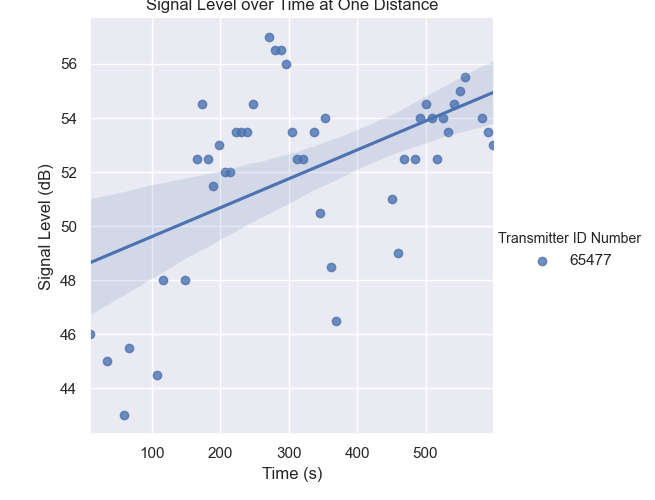 Signal Level over Time at One Distance
56
54
52
50
48
46
44
Signal Level (dB)
100 200 300 400 500
Time (s)
Transmitter ID Number
65477